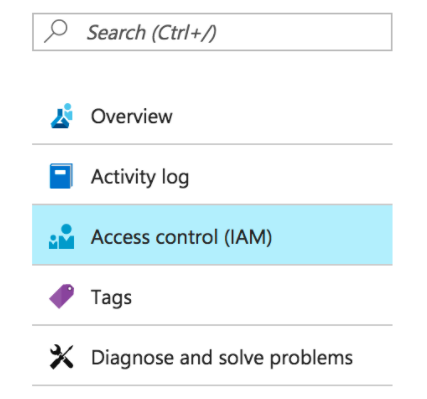 Search (Ctrl+/)
Overview
Activity log
Access control (IAM)
Tags
Diagnose and solve problems